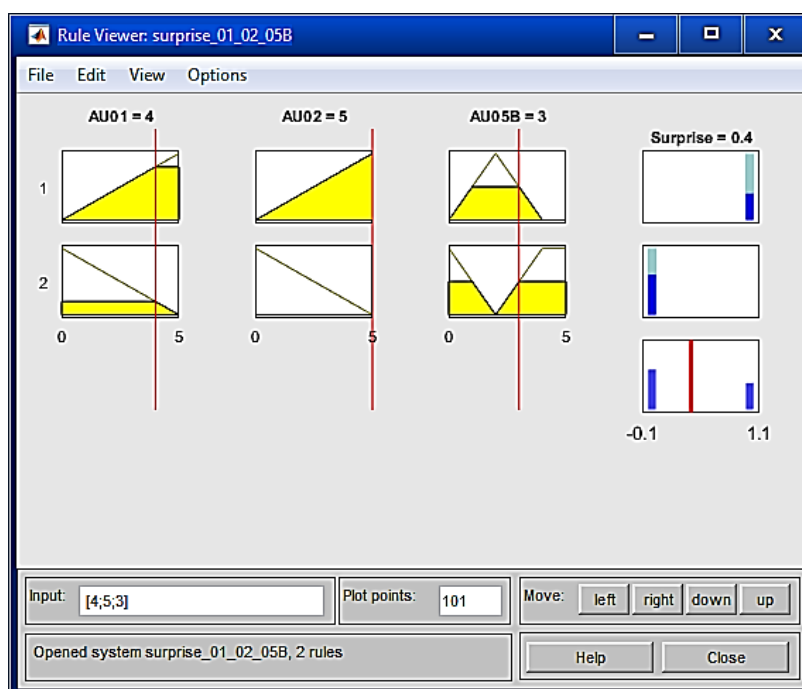 Rule Viewer: surprise_01_02_05B
File Edit View Options
AU01 = 4 AU02 = 5 AU05B = 3
Surprise = 0.4
1
2
0 5 0 5 0 5
-0.1 1.1
Input: [4;5;3] Plot points: 101 Move: left right down up
Opened system surprise_01_02_05B, 2 rules Help Close